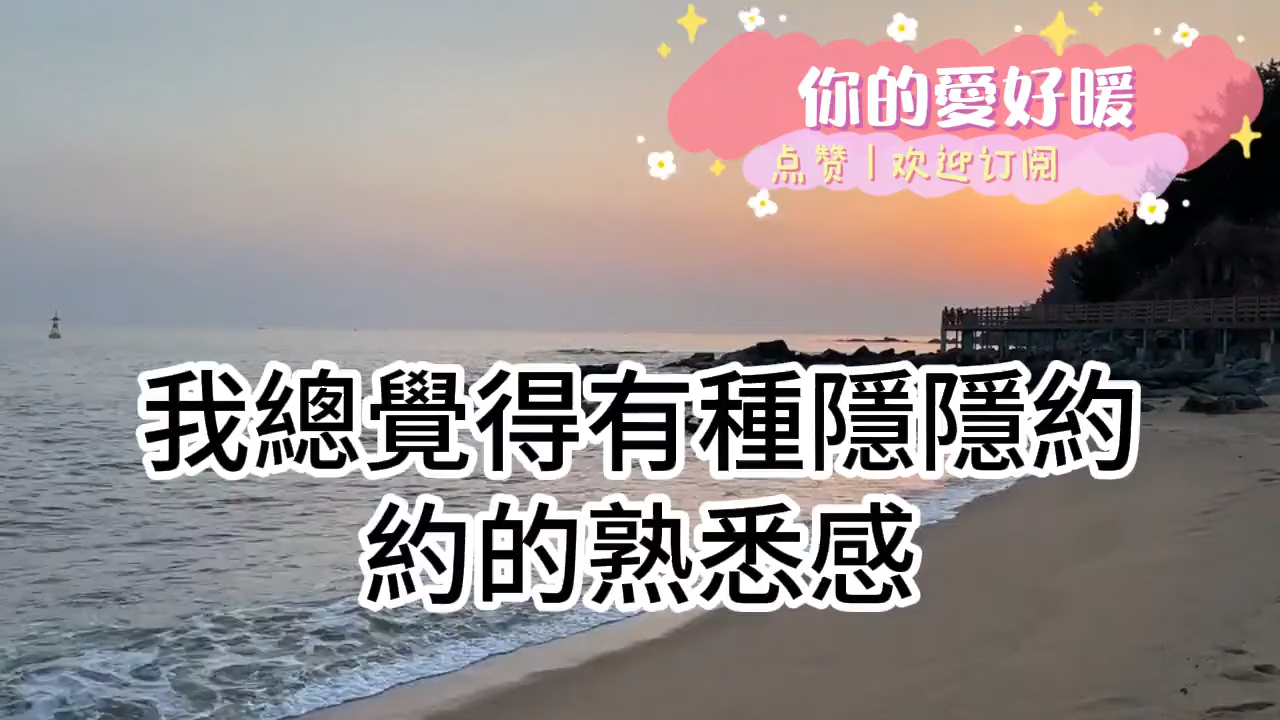 你的愛好暖
点赞 | 欢迎订阅
我總覺得有種隱隱約
約的熟悉感